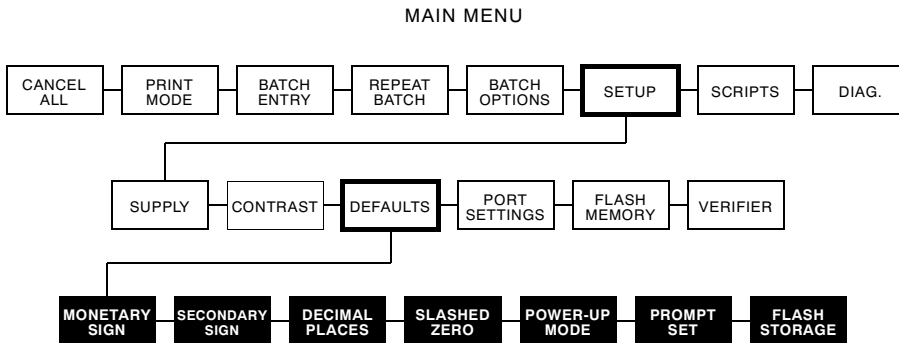 MAIN MENU
CANCEL
ALL
PRINT
MODE
BATCH
ENTRY
REPEAT
BATCH
BATCH
OPTIONS
SETUP
SCRIPTS
DIAG.
SUPPLY
CONTRAST
DEFAULTS
PORT
SETTINGS
FLASH
MEMORY
VERIFIER
MONETARY
SIGN
SECONDARY
SIGN
DECIMAL
PLACES
SLASHED
ZERO
POWER-UP
MODE
PROMPT
SET
FLASH
STORAGE